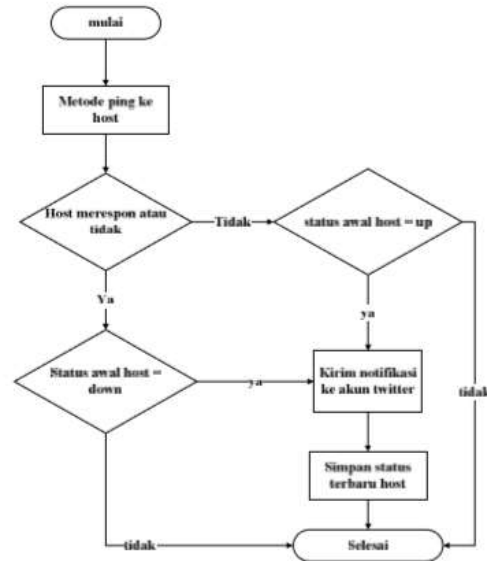 mulai
Metode ping ke
host
Host merespon atau
tidak
Tidak
status awal host = up
Ya
ya
Status awal host =
down
ya
Kirim notifikasi
ke akun twitter
tidak
Simpan status
terbaru host
tidak
Selesai